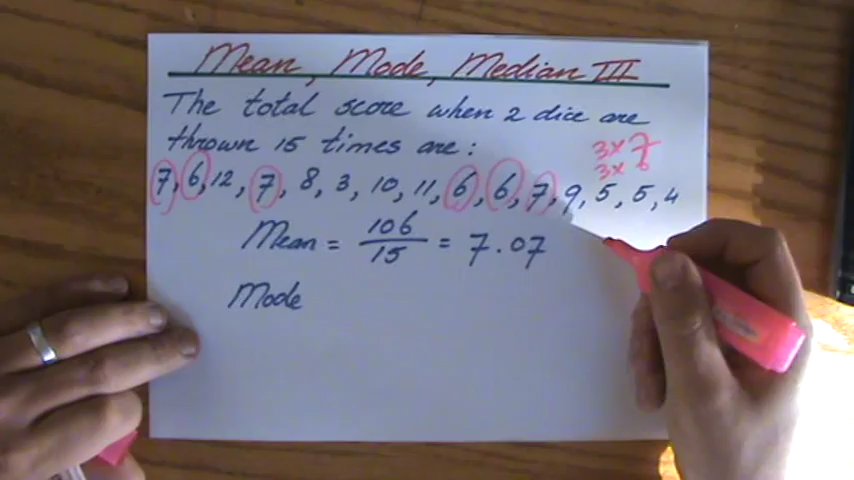 Mean, Mode, Median III
The total score when 2 dice are
thrown 15 times are:
3x7
3x6
7, 6, 12, 7, 8, 3, 10, 11, 6, 6, 7, 9, 5, 5, 4
Mean = 106/15 = 7.07
Mode